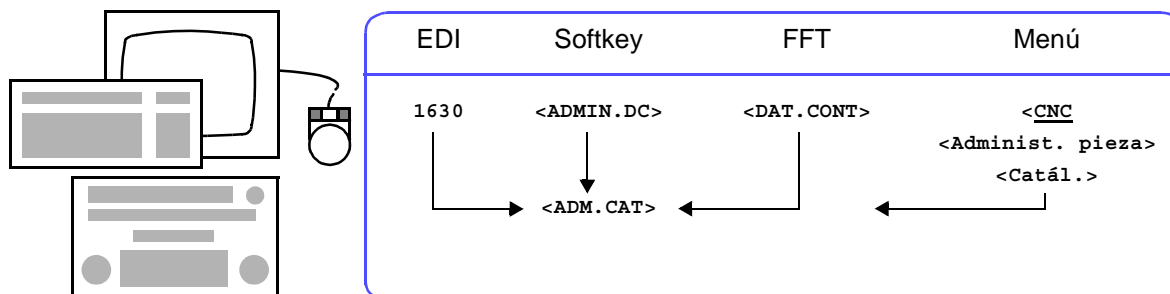 EDI Softkey FFT Menú
1630 <ADMIN.DC> <DAT.CONT> <CNC
<Administ. pieza>
<Catál.>
<ADM.CAT>